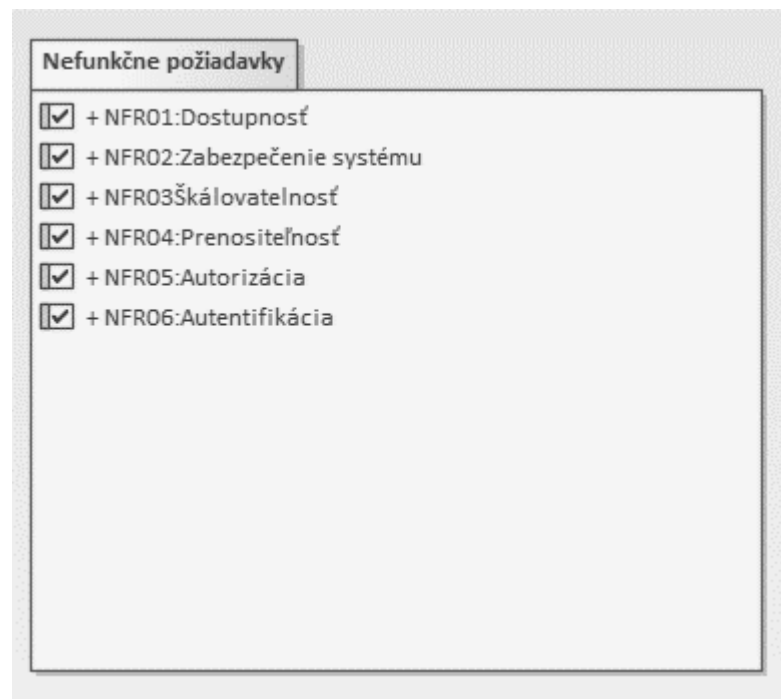 Nefunkčne požiadavky
+ NFR01:Dostupnosť
+ NFR02:Zabezpečenie systému
+ NFR03Škálovatelnosť
+ NFR04:Prenositeľnosť
+ NFR05:Autorizácia
+ NFR06:Autentifikácia